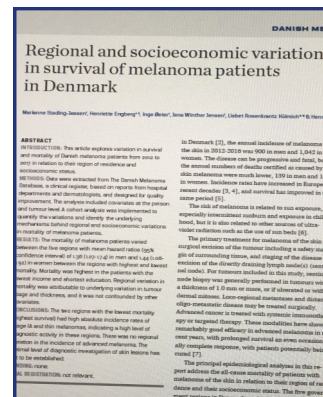 DANISH ME
Regional and socioeconomic variation
in survival of melanoma patients
in Denmark
ABSTRACT
INTRODUCTION: This article explores variation in survival
and mortality of Danish melanoma patients from 2012 to
2017 in relation to their region of residence and
socioeconomic status.
METHODS: Data were extracted from The Danish Melanoma
Database, a clinical register, based on reports from hospital
departments and dermatologists, and designed for quality
improvement. The analysis included covariates at the person
and tumour level. A cohort analysis was implemented to
quantify the variations and identify the underlying
mechanisms behind regional and socioeconomic variations
in mortality of melanoma patients.
RESULTS: The mortality of melanoma patients varied
between the five regions with mean hazard ratios (95%
confidence interval) of
in women between the regions with highest and lowest
mortality. Mortality was highest in the patients with the
lowest income and shortest education. Regional variation in
mortality was attributable to underlying variation in tumour
stage and thickness, and it was not confounded by other
covariates.
CONCLUSIONS: The two regions with the lowest mortality
had significant high absolute incidence rates of
stage IA and thin melanomas, indicating a high level of
diagnostic activity in these regions. There was no regional
variation in the incidence of advanced melanoma. The
level of diagnostic investigation of skin lesions has
to be established.
FUNDING: none.
TRIAL REGISTRATION: not relevant.
in Denmark [2], the annual incidence of melanoma
the skin in 2012-2016 was 900 in men and 1,042 in
women. The disease can be progressive and fatal, b
the annual numbers of deaths certified as caused by
skin melanoma were much lower, 139 in men and 1
in women. Incidence rates have increased in Europe
recent decades [3, 4], and survival has improved in
same period [5].
The risk of melanoma is related to sun exposure,
especially intermittent sunburn and exposure in chil
hood, but it is also related to other sources of ultra-
violet radiation such as the use of sun beds [6].
The primary treatment for melanoma of the skin
surgical excision of the tumour including a safety m
gin of surrounding tissue, and staging of the disease
excision of the directly draining lymph node(s) (sent
nel node). For tumours included in this study, sentin
node biopsy was generally performed in tumours wit
a thickness of 1.0 mm or more, or if ulcerated or with
dermal mitoses. Loco-regional metastases and distan
oligo-metastatic disease may be treated surgically.
Advanced cancer is treated with systemic immunoth
apy or targeted therapy. These modalities have show
remarkably good efficacy in advanced melanoma in r
cent years, with prolonged survival an even occasion
ally complete response, with patients potentially bei
cured [7].
The principal epidemiological analyses in this re-
port address the all-cause mortality of patients with
melanoma of the skin in relation to their region of re
dence and their socioeconomic status. The five gover